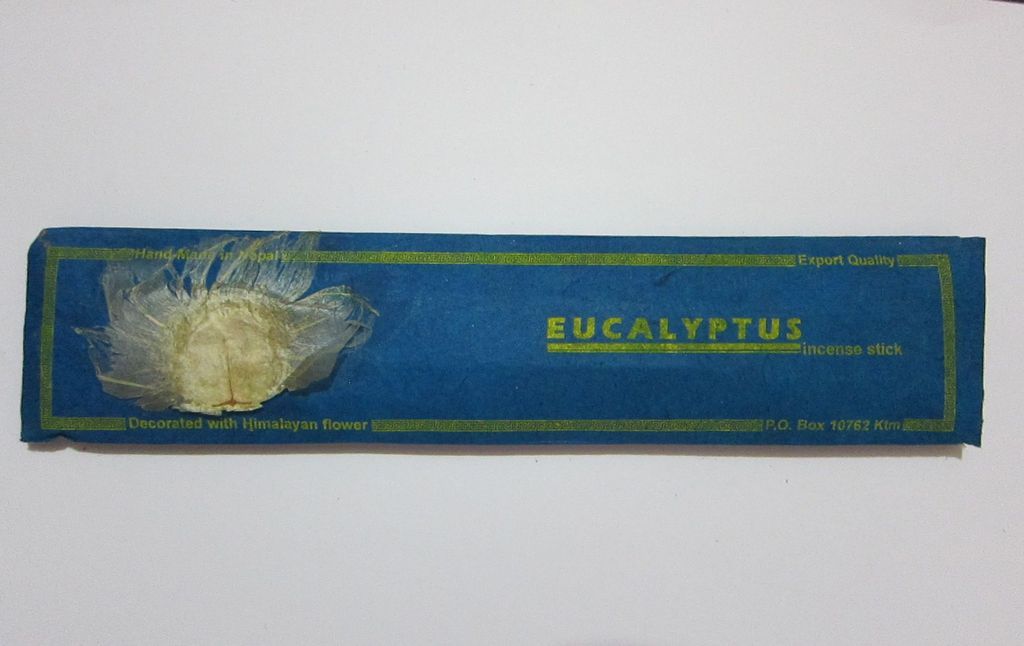 Hand Made in Nepal
Export Quality
EUCALYPTUS
incense stick
Decorated with Himalayan flower
P.O. Box 10762 Ktm